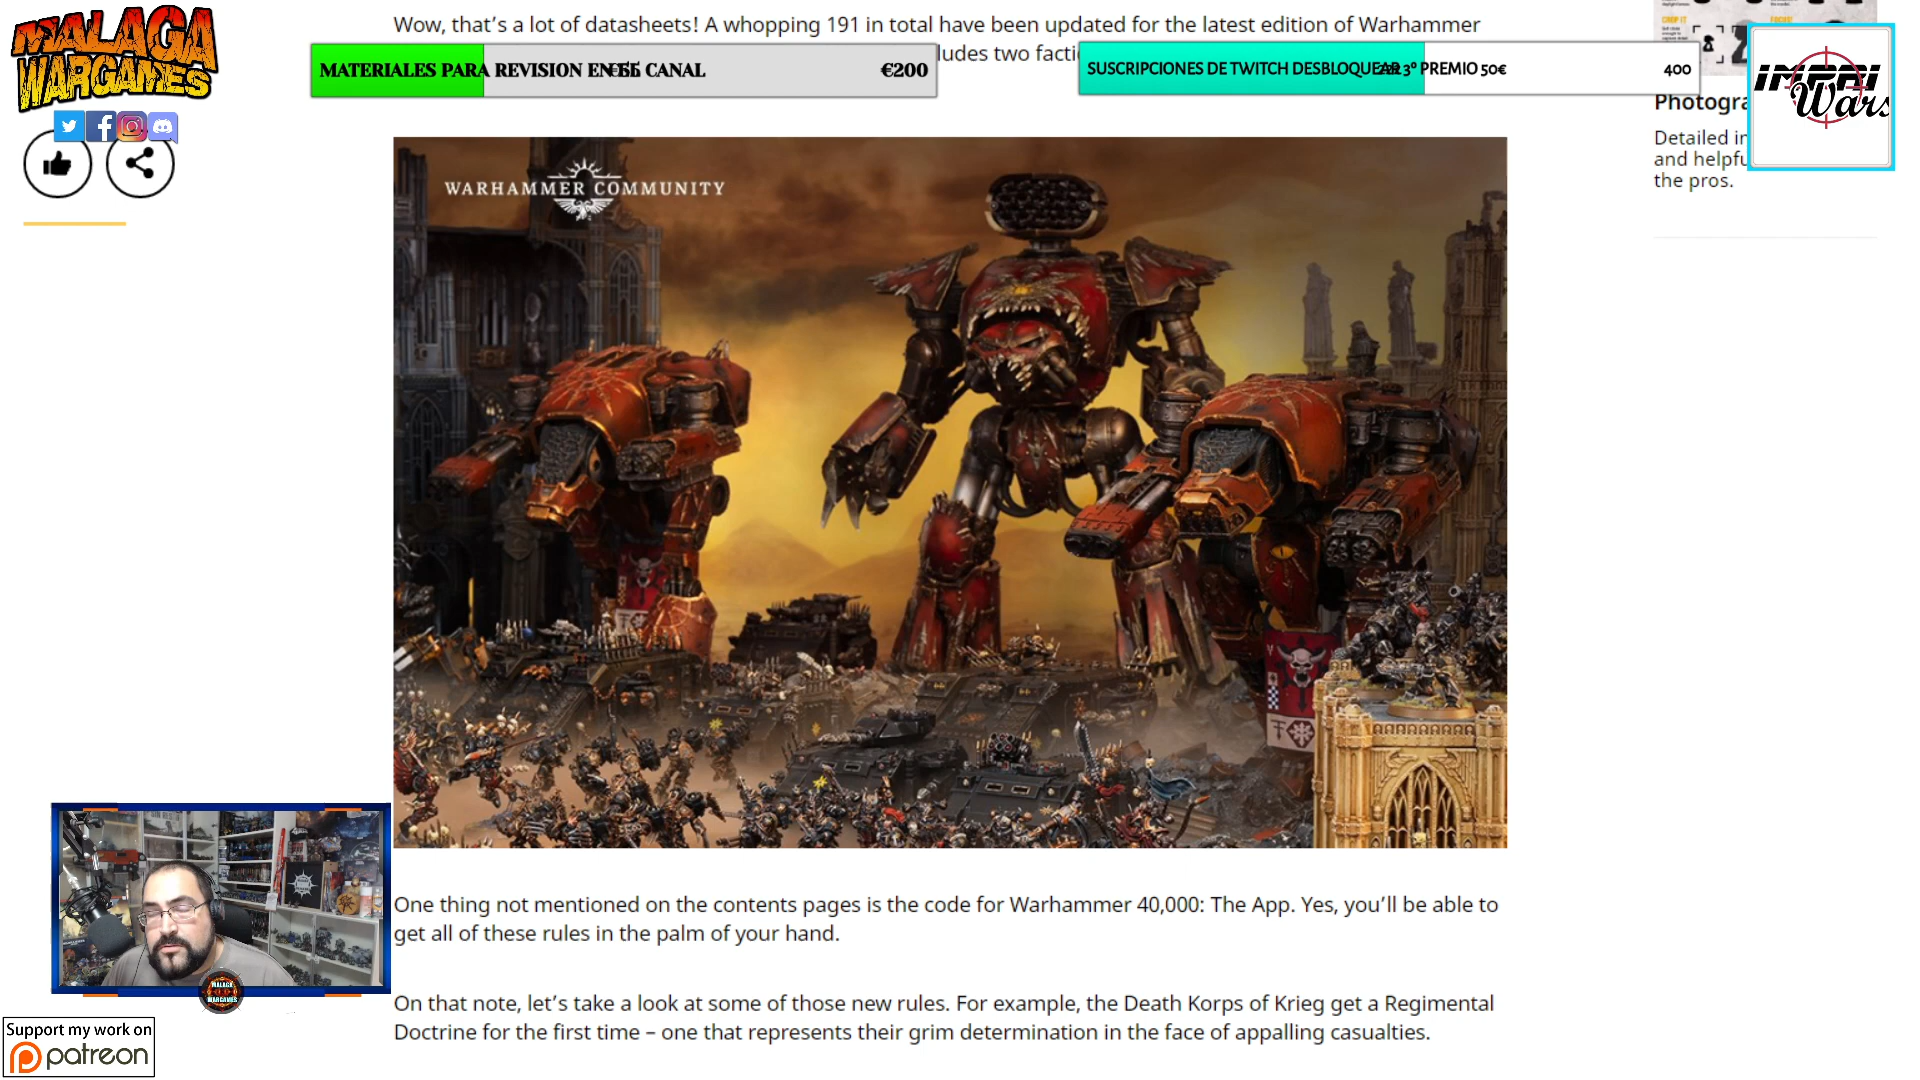 MALAGA
WARGAMES
Wow, that's a lot of datasheets! A whopping 191 in total have been updated for the latest edition of Warhammer
ludes two facti
MATERIALES PARA REVISION EN EL CANAL
€200
SUSCRIPCIONES DE TWITCH DESBLOQUEAR 3º PREMIO 50€
400
IMPRI
Wars
Photogra
Detailed in
and helpfu
the pros.
WARHAMMER COMMUNITY
One thing not mentioned on the contents pages is the code for Warhammer 40,000: The App. Yes, you'll be able to
get all of these rules in the palm of your hand.
On that note, let's take a look at some of those new rules. For example, the Death Korps of Krieg get a Regimental
Doctrine for the first time – one that represents their grim determination in the face of appalling casualties.
MALAGA
WARGAMES
Support my work on
patreon